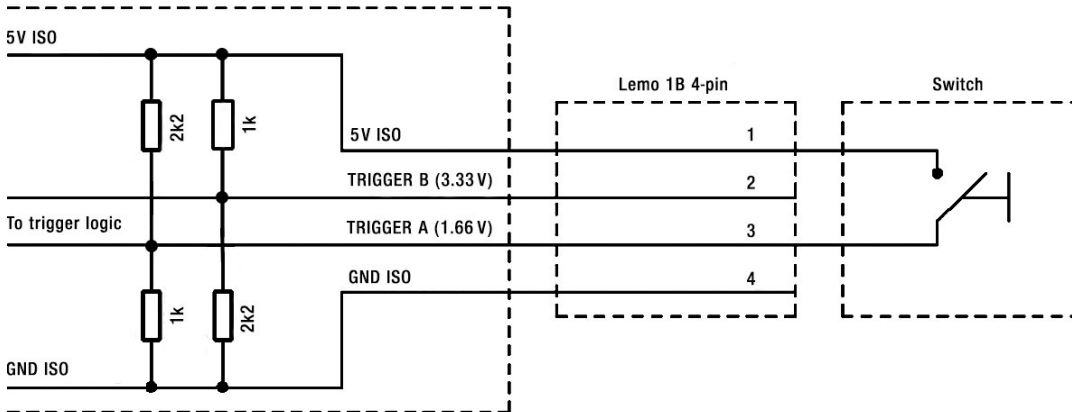 5V ISO
Lemo 1B 4-pin
Switch
2k2
1k
5V ISO
1
TRIGGER B (3.33 V)
2
To trigger logic
TRIGGER A (1.66 V)
3
GND ISO
4
1k
2k2
GND ISO